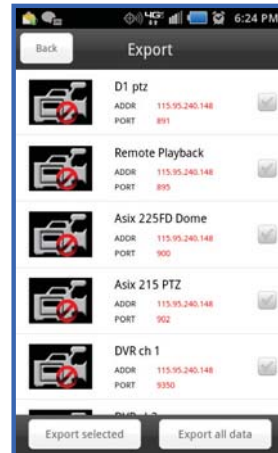 4G 6:24 PM
Back Export
D1 ptz
ADDR 115.95.240.148
PORT 891
Remote Playback
ADDR 115.95.240.148
PORT 895
Asix 225FD Dome
ADDR 115.95.240.148
PORT 900
Asix 215 PTZ
ADDR 115.95.240.148
PORT 902
DVR ch 1
ADDR 115.95.240.148
PORT 9350
Export selected Export all data